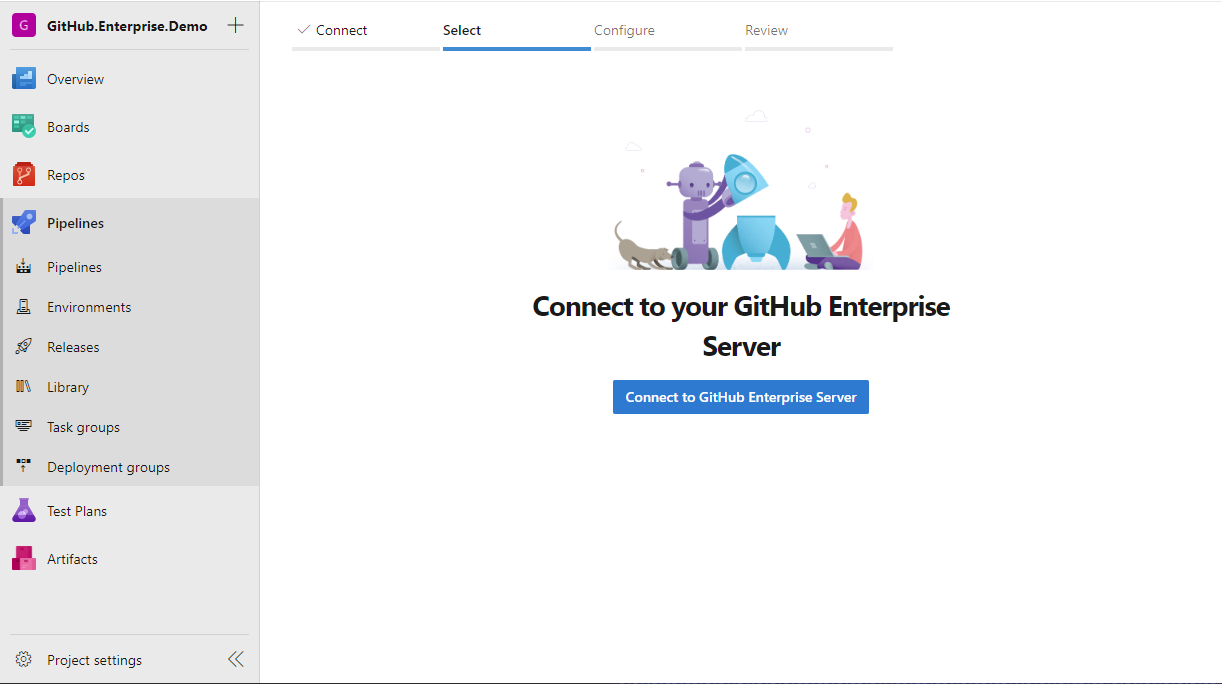 G GitHub.Enterprise.Demo
Overview
Boards
Repos
Pipelines
Pipelines
Environments
Releases
Library
Task groups
Deployment groups
Test Plans
Artifacts
Project settings
Connect Select Configure Review
Connect to your GitHub Enterprise
Server
Connect to GitHub Enterprise Server